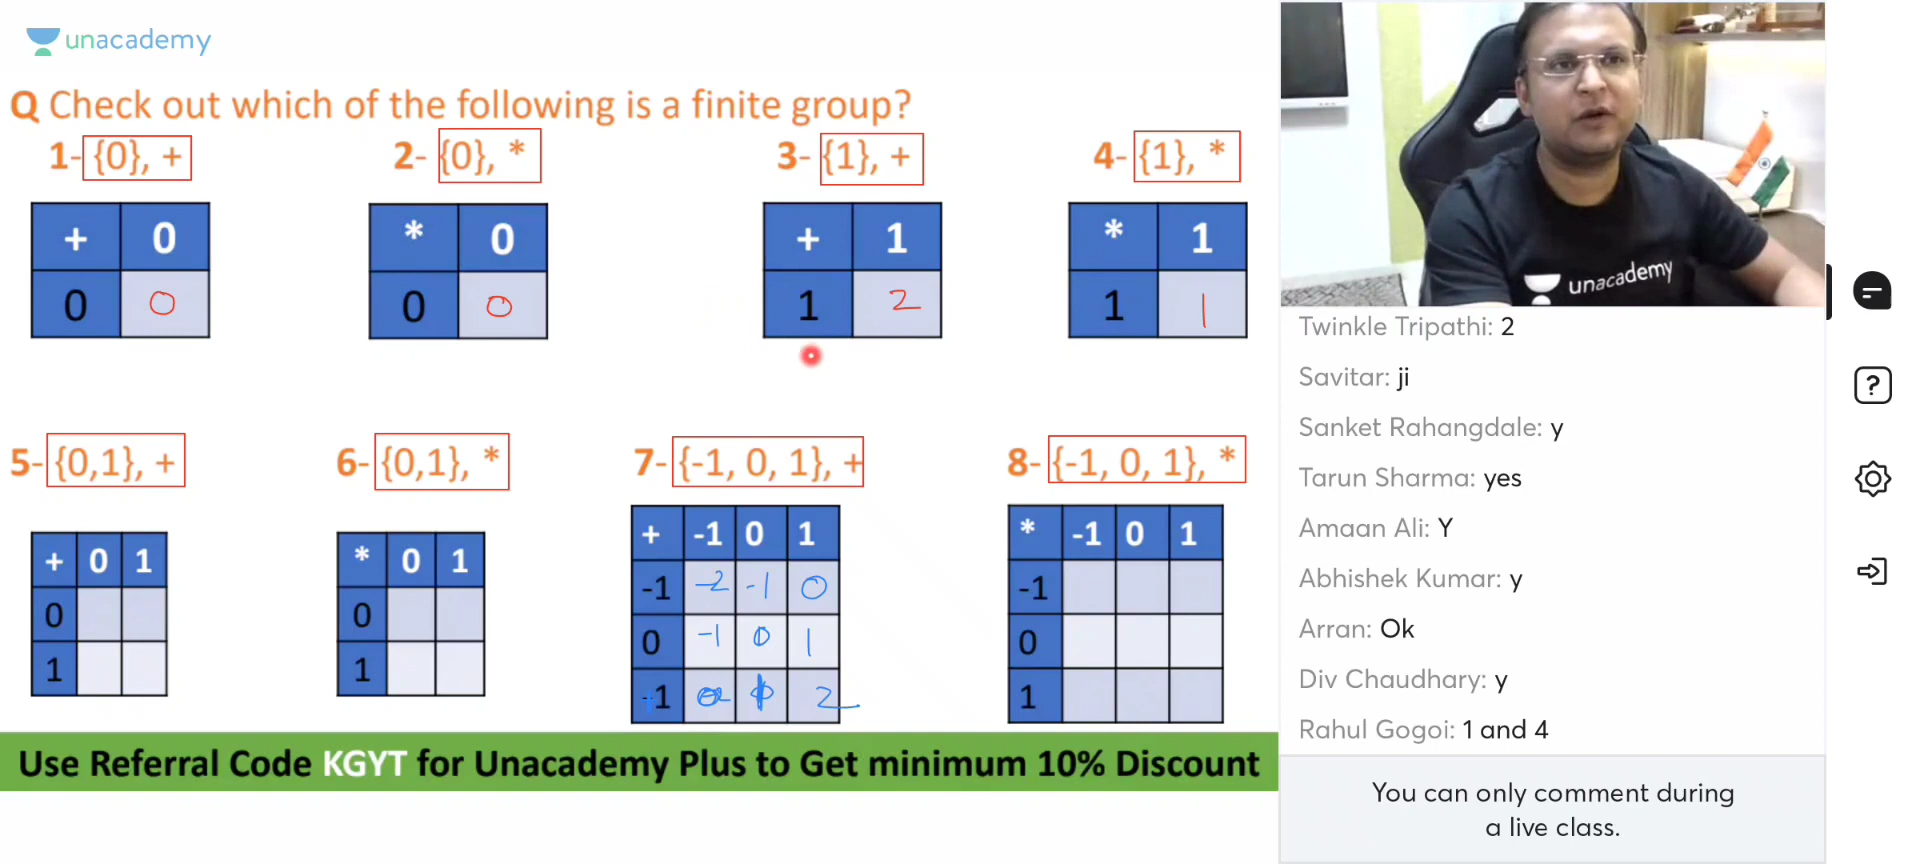 unacademy
Q Check out which of the following is a finite group?
1- {0}, +
2- {0}, *
3- {1}, +
4- {1}, *
+ 0
0 0
* 0
0 0
+ 1
1 2
* 1
1 1
5- {0,1}, +
6- {0,1}, *
7- {-1, 0, 1}, +
8- {-1, 0, 1}, *
+ 0 1
0
1
* 0 1
0
1
+ -1 0 1
-1 -2 -1 0
0 -1 0 1
1 2
* -1 0 1
-1
0
1
Use Referral Code KGYT for Unacademy Plus to Get minimum 10% Discount
unacademy
Twinkle Tripathi: 2
Savitar: ji
Sanket Rahangdale: y
Tarun Sharma: yes
Amaan Ali: Y
Abhishek Kumar: y
Arran: Ok
Div Chaudhary: y
Rahul Gogoi: 1 and 4
You can only comment during
a live class.
?